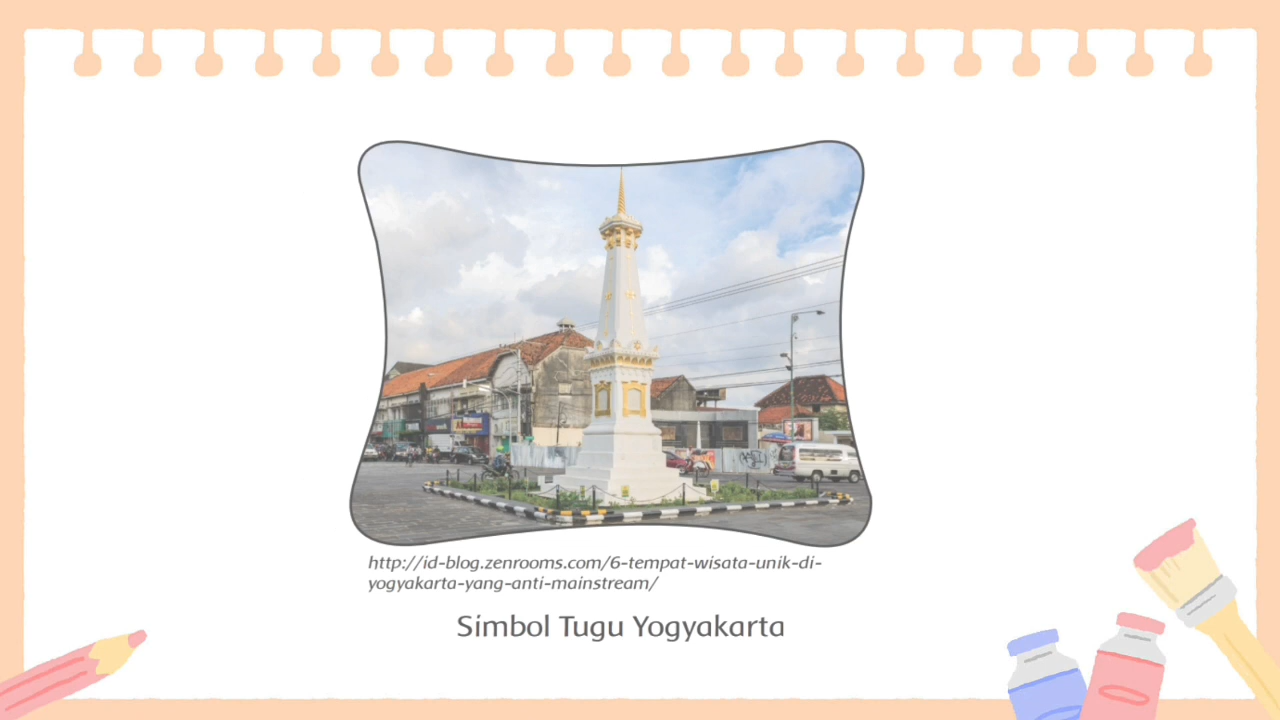 http://id-blog.zenrooms.com/6-tempat-wisata-unik-di-
yogyakarta-yang-anti-mainstream/
Simbol Tugu Yogyakarta